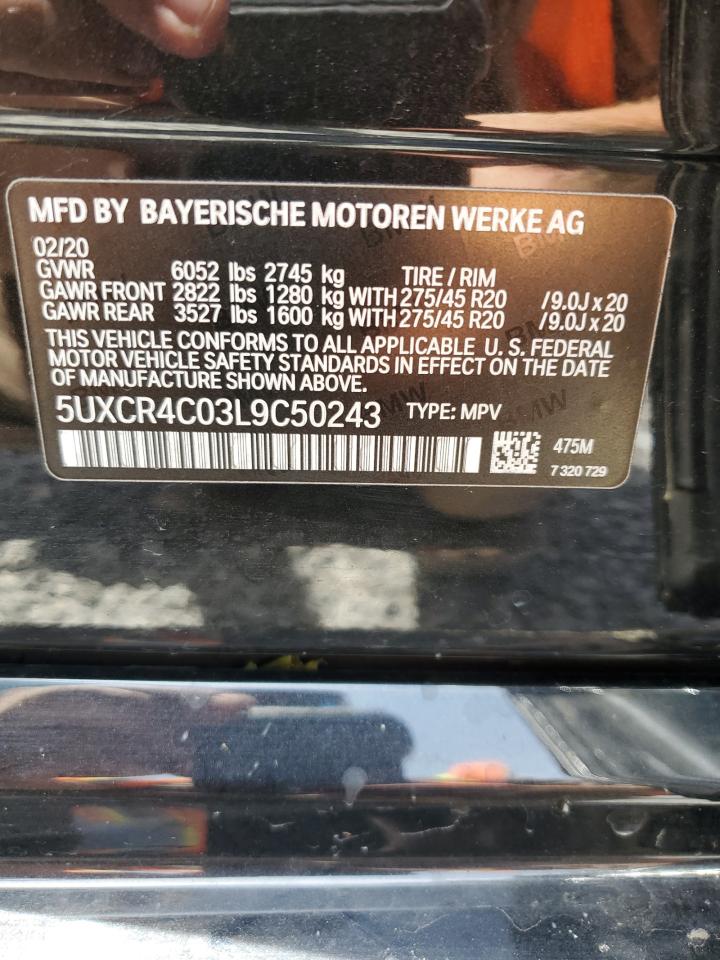 MFD BY BAYERISCHE MOTOREN WERKE AG
02/20
GVWR 6052 lbs 2745 kg TIRE / RIM
GAWR FRONT 2822 lbs 1280 kg WITH 275/45 R20 /9.0J x 20
GAWR REAR 3527 lbs 1600 kg WITH 275/45 R20 /9.0J x 20
THIS VEHICLE CONFORMS TO ALL APPLICABLE U. S. FEDERAL
MOTOR VEHICLE SAFETY STANDARDS IN EFFECT ON THE DATE
OF MANUFACTURE SHOWN ABOVE.
5UXCR4C03L9C50243 TYPE: MPV
475M
7 320 729